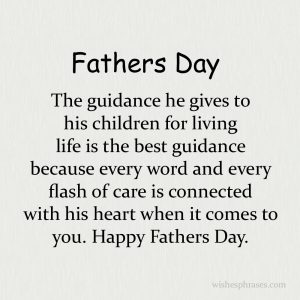 Fathers Day
The guidance he gives to
his children for living
life is the best guidance
because every word and every
flash of care is connected
with his heart when it comes to
you. Happy Fathers Day.
wishesphrases.com